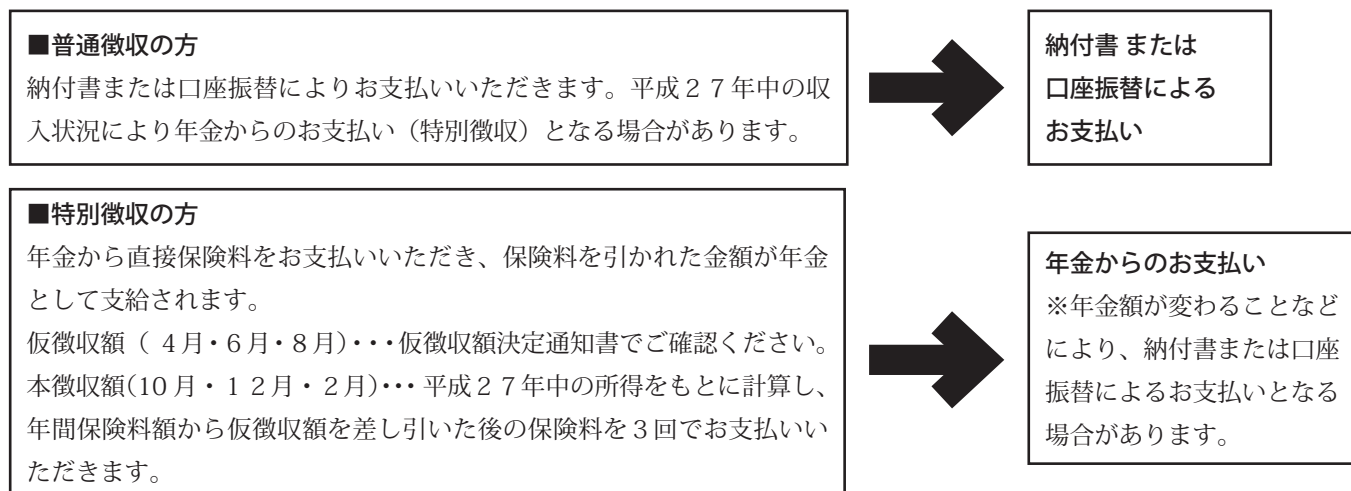 ■普通徴収の方
納付書または口座振替によりお支払いいただきます。平成２７年中の収
入状況により年金からのお支払い（特別徴収）となる場合があります。
納付書 または
口座振替による
お支払い
■特別徴収の方
年金から直接保険料をお支払いいただき、保険料を引かれた金額が年金
として支給されます。
仮徴収額（ ４月・６月・８月）・・・仮徴収額決定通知書でご確認ください。
本徴収額（10 月・１２月・２月）・・・ 平成２７年中の所得をもとに計算し、
年間保険料額から仮徴収額を差し引いた後の保険料を３回でお支払いい
ただきます。
年金からのお支払い
※年金額が変わることなど
により、納付書または口座
振替によるお支払いとなる
場合があります。